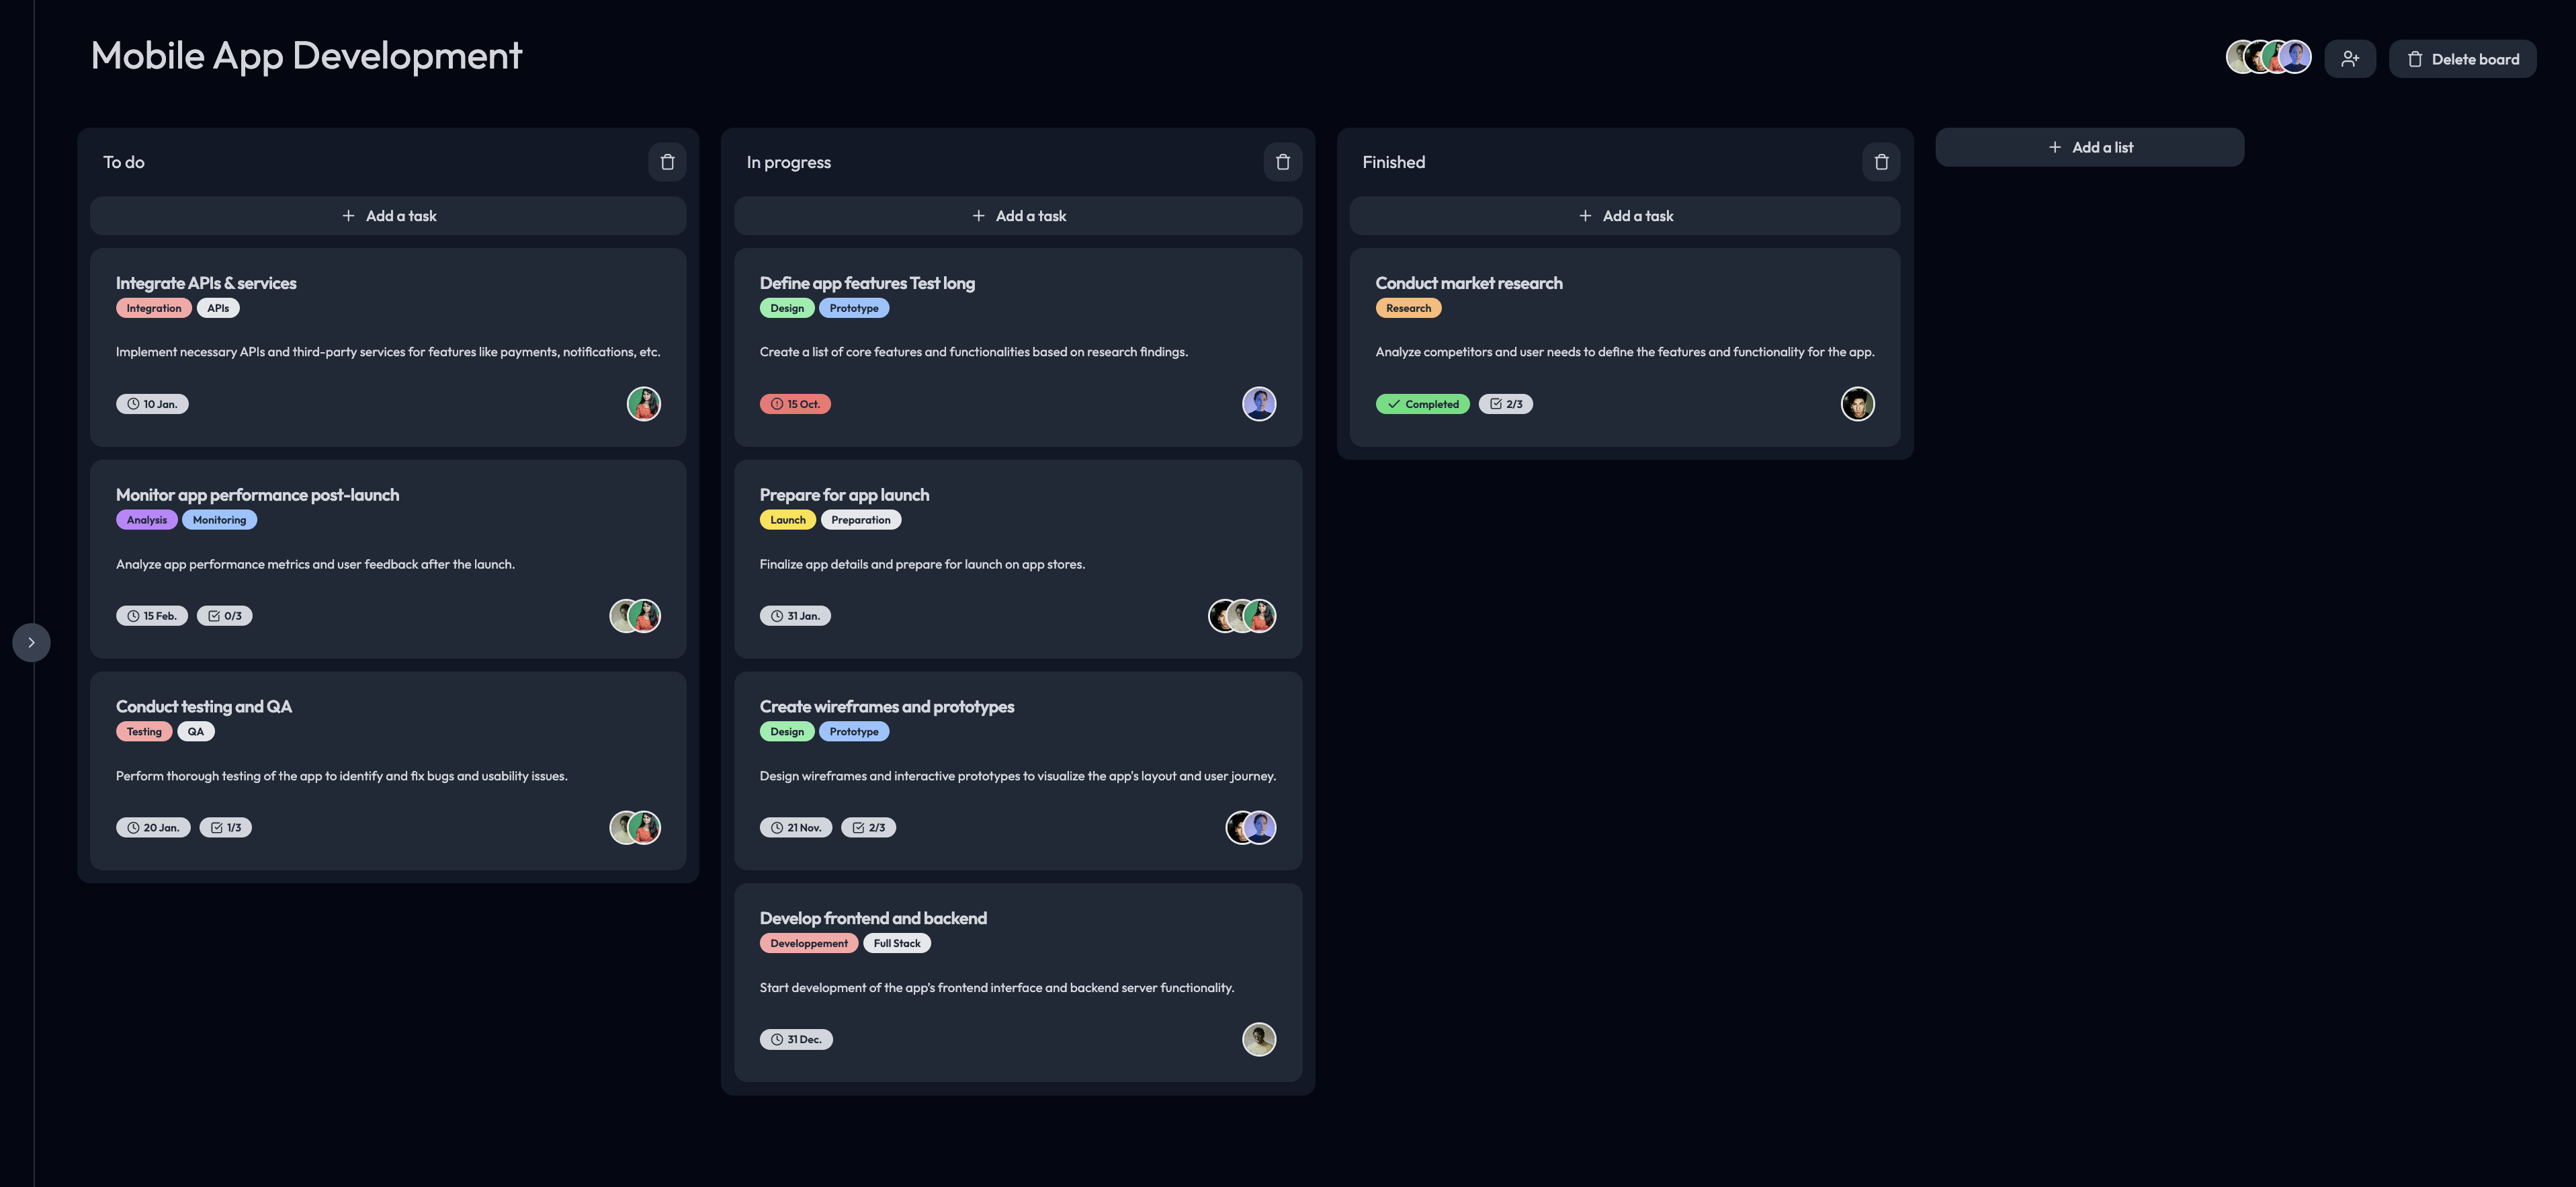 Mobile App Development
Delete board
To do
Add a task
Integrate APIs & services
Integration APIs
Implement necessary APIs and third-party services for features like payments, notifications, etc.
10 Jan.
Monitor app performance post-launch
Analysis Monitoring
Analyze app performance metrics and user feedback after the launch.
15 Feb. 0/3
Conduct testing and QA
Testing QA
Perform thorough testing of the app to identify and fix bugs and usability issues.
20 Jan. 1/3
In progress
Add a task
Define app features Test long
Design Prototype
Create a list of core features and functionalities based on research findings.
15 Oct.
Prepare for app launch
Launch Preparation
Finalize app details and prepare for launch on app stores.
31 Jan.
Create wireframes and prototypes
Design Prototype
Design wireframes and interactive prototypes to visualize the app's layout and user journey.
21 Nov. 2/3
Develop frontend and backend
Developpement Full Stack
Start development of the app's frontend interface and backend server functionality.
31 Dec.
Finished
Add a task
Conduct market research
Research
Analyze competitors and user needs to define the features and functionality for the app.
Completed 2/3
Add a list